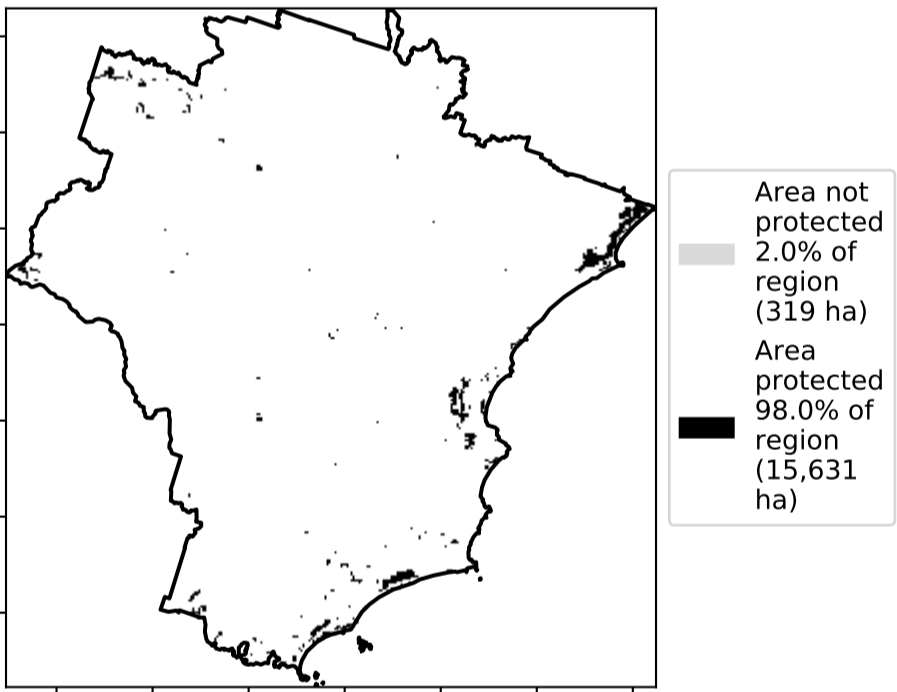 Area not
protected
2.0% of
region
(319 ha)
Area
protected
98.0% of
region
(15,631
ha)